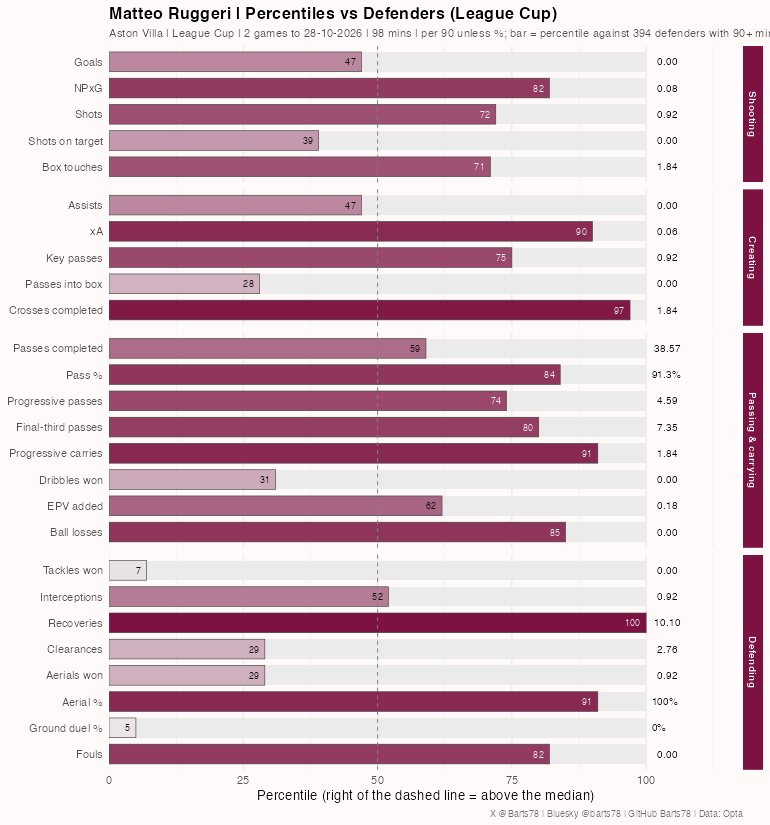 Matteo Ruggeri | Percentiles vs Defenders (League Cup)
Aston Villa | League Cup | 2 games to 28-10-2026 | 98 mins | per 90 unless %; bar = percentile against 394 defenders with 90+ min
Goals 47 0.00
NPxG 82 0.08
Shots 72 0.92
Shots on target 39 0.00
Box touches 71 1.84
Shooting
Assists 47 0.00
xA 90 0.06
Key passes 75 0.92
Passes into box 28 0.00
Crosses completed 97 1.84
Creating
Passes completed 59 38.57
Pass % 84 91.3%
Progressive passes 74 4.59
Final-third passes 80 7.35
Progressive carries 91 1.84
Dribbles won 31 0.00
EPV added 62 0.18
Ball losses 85 0.00
Passing & carrying
Tackles won 7 0.00
Interceptions 52 0.92
Recoveries 100 10.10
Clearances 29 2.76
Aerials won 29 0.92
Aerial % 91 100%
Ground duel % 5 0%
Fouls 82 0.00
Defending
0 25 50 75 100
Percentile (right of the dashed line = above the median)
X @Barts78 | Bluesky @barts78 | GitHub Barts78 | Data: Opta